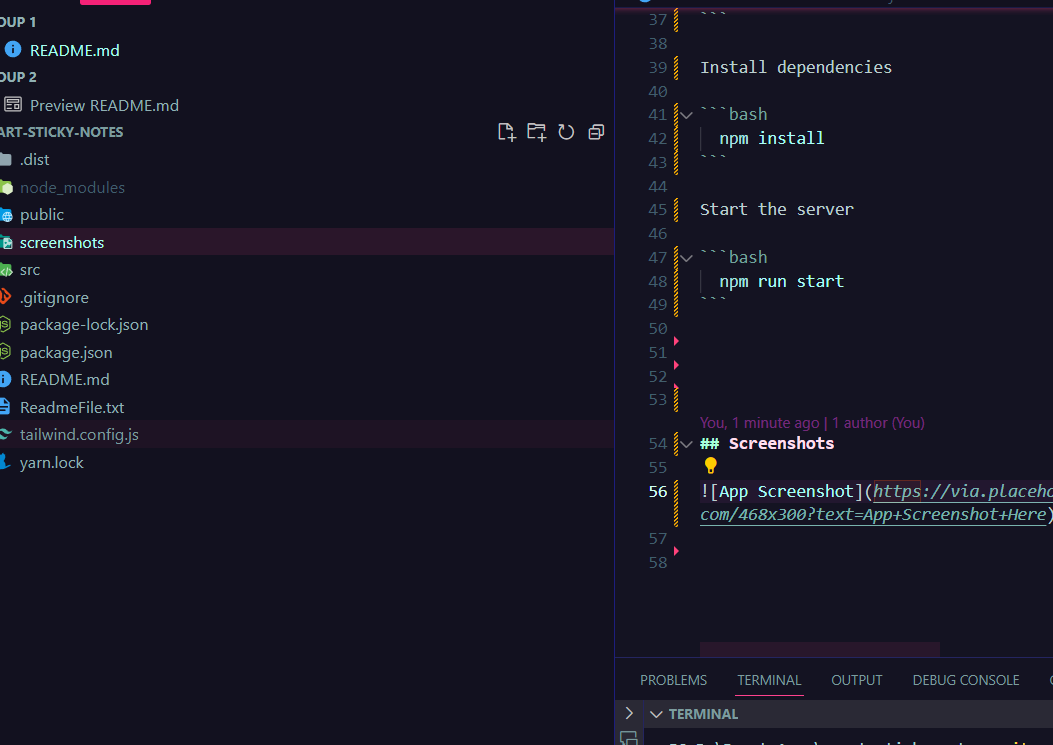 OUP 1
README.md
OUP 2
Preview README.md
ART-STICKY-NOTES
.dist
node_modules
public
screenshots
src
.gitignore
package-lock.json
package.json
README.md
ReadmeFile.txt
tailwind.config.js
yarn.lock
37 ```
38
39 Install dependencies
40
41 ```bash
42 npm install
43 ```
44
45 Start the server
46
47 ```bash
48 npm run start
49 ```
50
51
52
53
You, 1 minute ago | 1 author (You)
54 ## Screenshots
55
56 ![App Screenshot](https://via.placeho
com/468x300?text=App+Screenshot+Here)
57
58
PROBLEMS TERMINAL OUTPUT DEBUG CONSOLE
TERMINAL